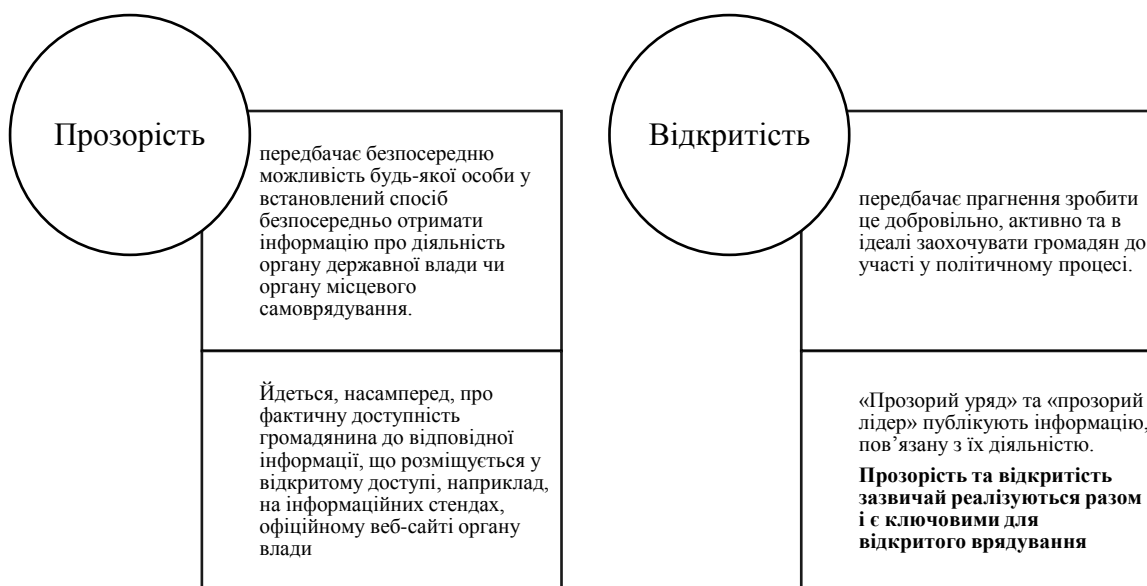 Прозорість
передбачає безпосередню
можливість будь-якої особи у
встановлений спосіб
безпосередньо отримати
інформацію про діяльність
органу державної влади чи
органу місцевого
самоврядування.
Йдеться, насамперед, про
фактичну доступність
громадянина до відповідної
інформації, що розміщується у
відкритому доступі, наприклад,
на інформаційних стендах,
офіційному веб-сайті органу
влади
Відкритість
передбачає прагнення зробити
це добровільно, активно та в
ідеалі заохочувати громадян до
участі у політичному процесі.
«Прозорий уряд» та «прозорий
лідер» публікують інформацію,
пов’язану з їх діяльністю.
Прозорість та відкритість
зазвичай реалізуються разом
і є ключовими для
відкритого врядування